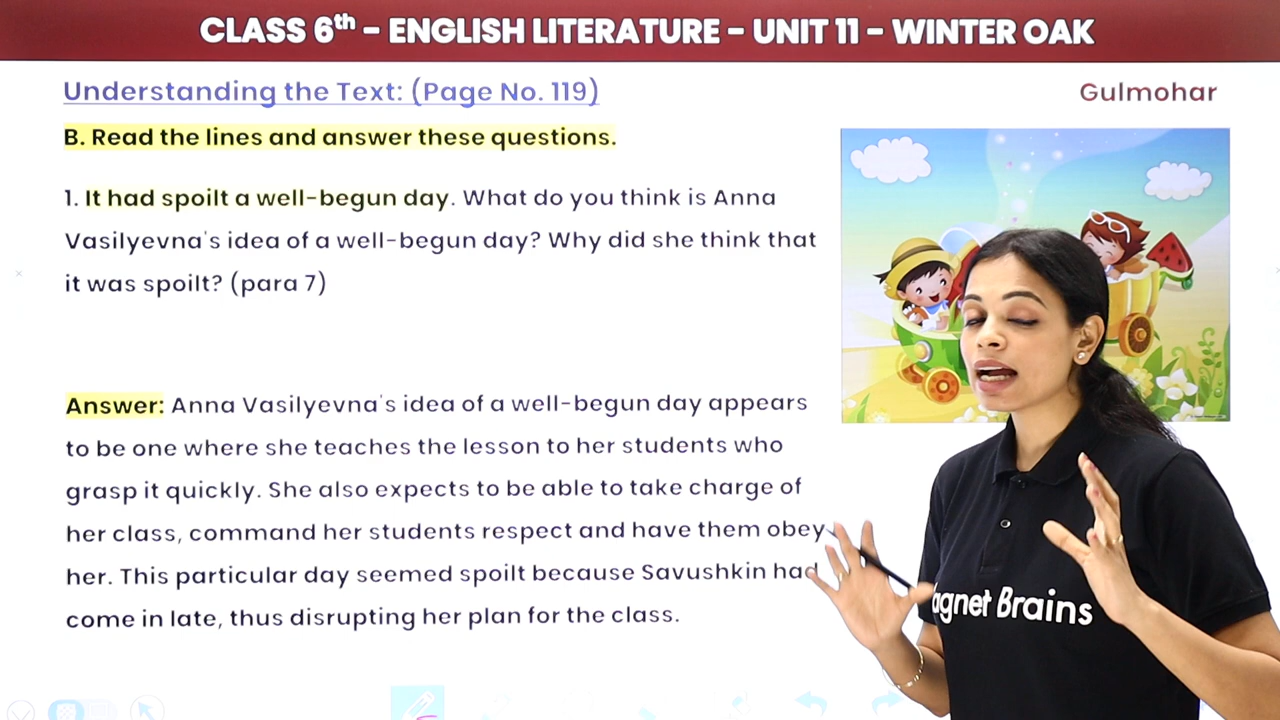 CLASS 6th - ENGLISH LITERATURE - UNIT 11 - WINTER OAK
Understanding the Text: (Page No. 119)
Gulmohar
B. Read the lines and answer these questions.
1. It had spoilt a well-begun day. What do you think is Anna
Vasilyevna's idea of a well-begun day? Why did she think that
it was spoilt? (para 7)
Answer: Anna Vasilyevna's idea of a well-begun day appears
to be one where she teaches the lesson to her students who
grasp it quickly. She also expects to be able to take charge of
her class, command her students respect and have them obey
her. This particular day seemed spoilt because Savushkin had
come in late, thus disrupting her plan for the class.
agnet Brains